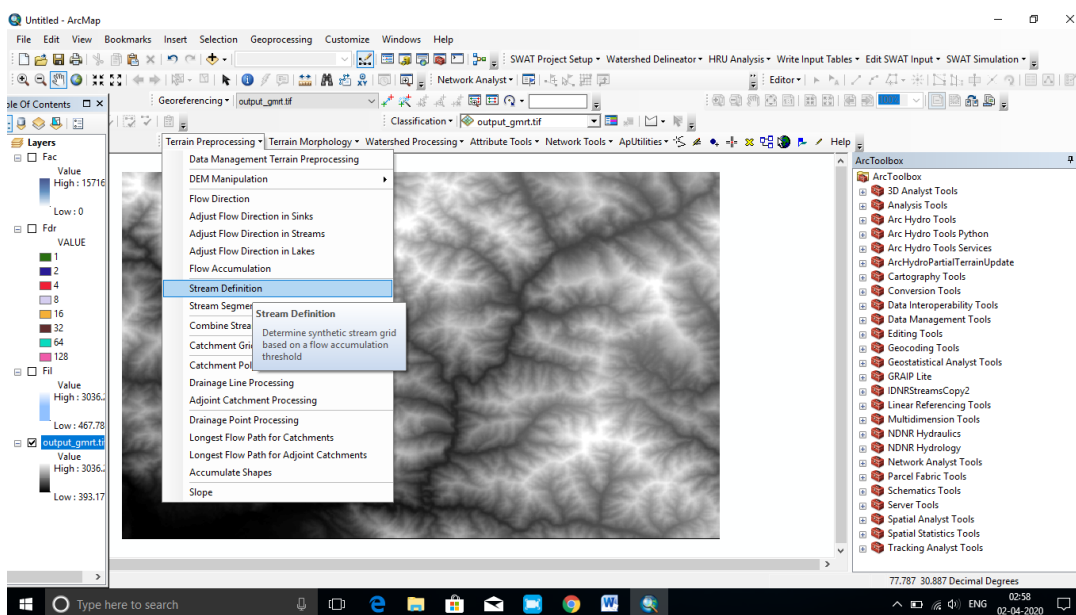 Untitled - ArcMap
File Edit View Bookmarks Insert Selection Geoprocessing Customize Windows Help
SWAT Project Setup Watershed Delineator HRU Analysis Write Input Tables Edit SWAT Input SWAT Simulation
Network Analyst Editor
ble Of Contents
Georeferencing output_gmrt.tif
Classification output_gmrt.tif
Terrain Preprocessing Terrain Morphology Watershed Processing Attribute Tools Network Tools ApUtilities Help
Layers
Fac
Value
High : 15716
Low : 0
Fdr
VALUE
1
2
4
8
16
32
64
128
Fil
Value
High : 3036.
Low : 467.78
output_gmrt.ti
Value
High : 3036.
Low : 393.17
Data Management Terrain Preprocessing
DEM Manipulation
Flow Direction
Adjust Flow Direction in Sinks
Adjust Flow Direction in Streams
Adjust Flow Direction in Lakes
Flow Accumulation
Stream Definition
Stream Segmen
Combine Strea
Catchment Gri
Catchment Pol
Drainage Line Processing
Adjoint Catchment Processing
Drainage Point Processing
Longest Flow Path for Catchments
Longest Flow Path for Adjoint Catchments
Accumulate Shapes
Slope
Stream Definition
Determine synthetic stream grid
based on a flow accumulation
threshold
ArcToolbox
ArcToolbox
3D Analyst Tools
Analysis Tools
Arc Hydro Tools
Arc Hydro Tools Python
Arc Hydro Tools Services
ArcHydroPartialTerrainUpdate
Cartography Tools
Conversion Tools
Data Interoperability Tools
Data Management Tools
Editing Tools
Geocoding Tools
Geostatistical Analyst Tools
GRAIP Lite
IDNRStreamsCopy2
Linear Referencing Tools
Multidimension Tools
NDNR Hydraulics
NDNR Hydrology
Network Analyst Tools
Parcel Fabric Tools
Schematics Tools
Server Tools
Spatial Analyst Tools
Spatial Statistics Tools
Tracking Analyst Tools
77.787 30.887 Decimal Degrees
Type here to search
ENG
02:58
02-04-2020